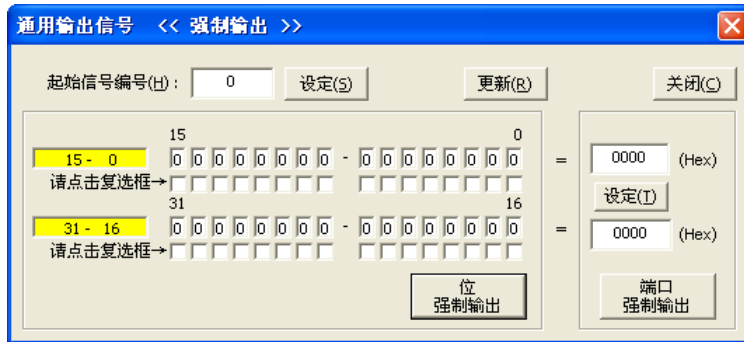 通用输出信号 << 强制输出 >>
起始信号编号(H)： 0 设定(S) 更新(R) 关闭(C)
15 0
15 - 0 0 0 0 0 0 0 0 0 - 0 0 0 0 0 0 0 0 = 0000 (Hex)
请点击复选框→
设定(T)
31 16
31 - 16 0 0 0 0 0 0 0 0 - 0 0 0 0 0 0 0 0 = 0000 (Hex)
请点击复选框→
位
强制输出
端口
强制输出